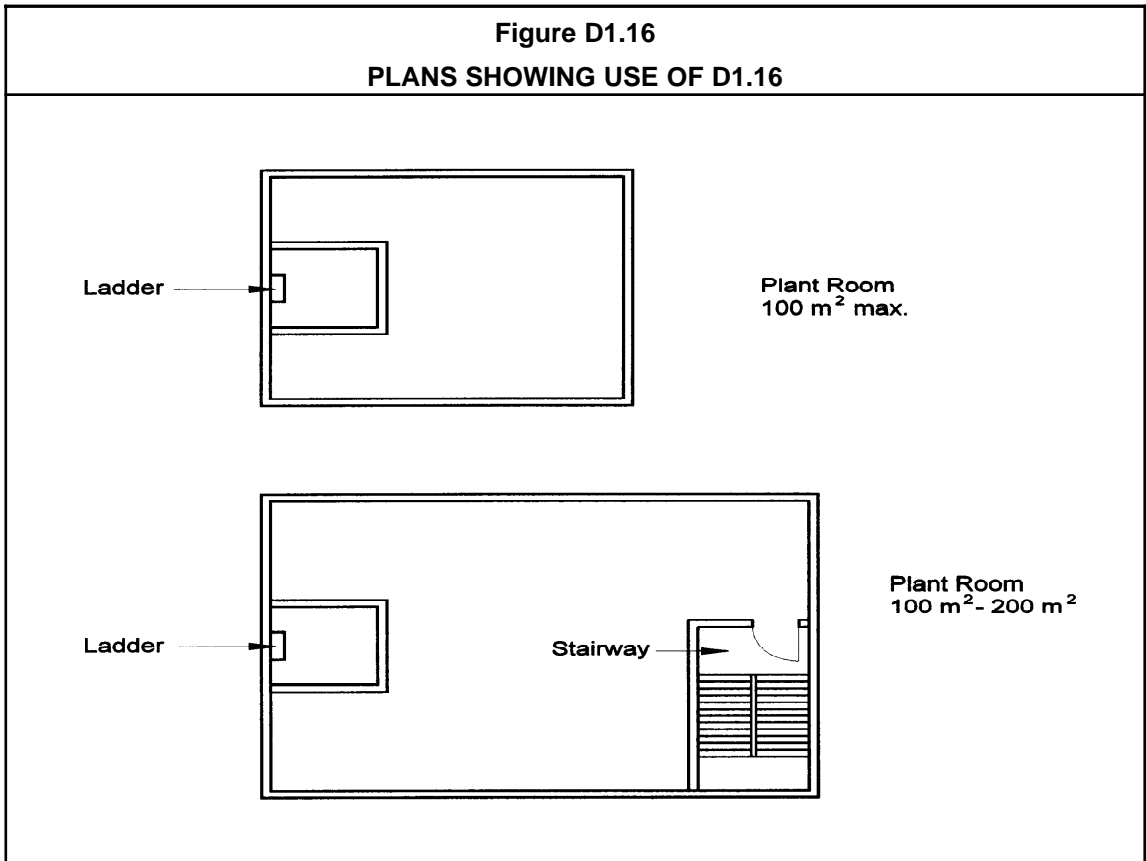 Figure D1.16
PLANS SHOWING USE OF D1.16
Ladder
Plant Room
100 m² max.
Ladder
Stairway
Plant Room
100 m² - 200 m²